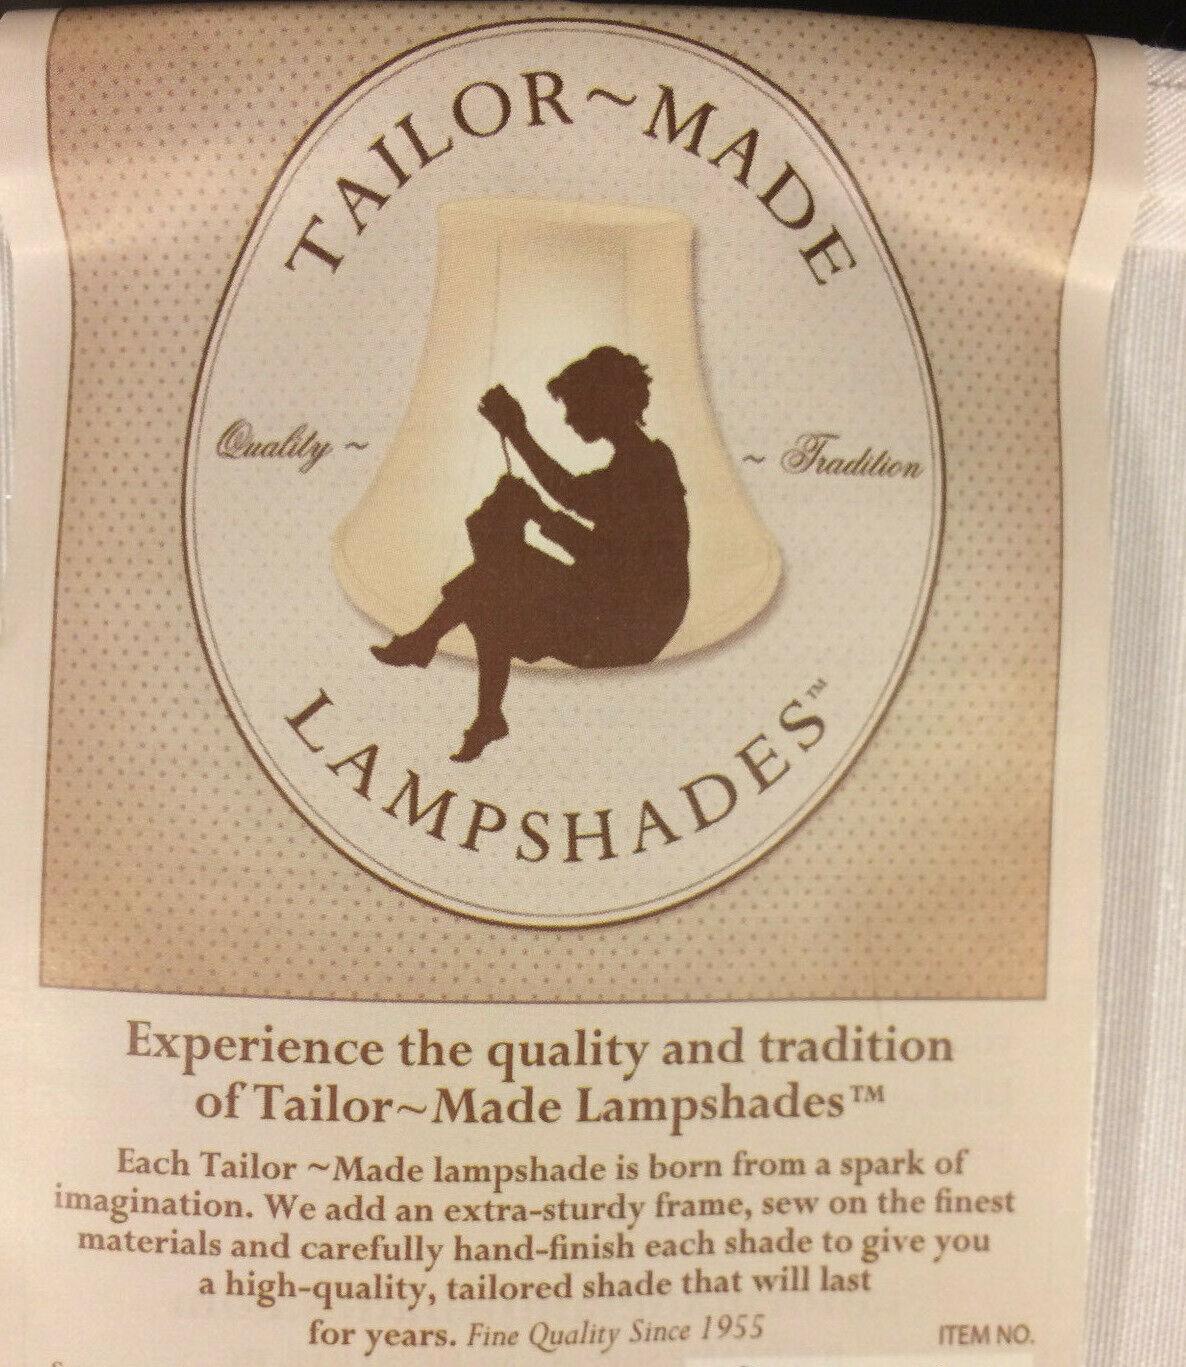 TAILOR~MADE
Quality ~
~ Tradition
LAMPSHADES™
Experience the quality and tradition
of Tailor~Made Lampshades™
Each Tailor ~Made lampshade is born from a spark of
imagination. We add an extra-sturdy frame, sew on the finest
materials and carefully hand-finish each shade to give you
a high-quality, tailored shade that will last
for years. Fine Quality Since 1955
ITEM NO.